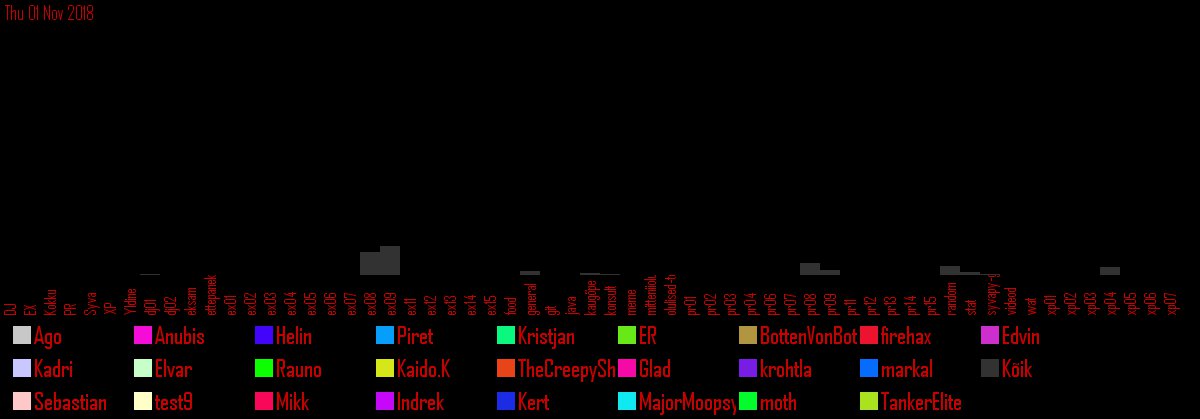 Thu 01 Nov 2018
DJ
EX
Kokku
PR
Syva
XP
Yldine
dj01
dj02
eksam
ettepanek
ex01
ex02
ex03
ex04
ex05
ex06
ex07
ex08
ex09
ex11
ex12
ex13
ex14
ex15
general
git
java
kaugõpe
konsult
meme
pr01
pr02
pr03
pr04
pr06
pr07
pr08
pr09
pr11
pr12
pr13
pr14
pr15
random
stat
syvapy-g
videod
wat
xp01
xp02
xp03
xp04
xp05
xp06
xp07
Ago Anubis Helin Piret Kristjan ER BottenVonBot firehax Edvin
Kadri Elvar Rauno Kaido.K TheCreepySh Glad krohtla markal Kõik
Sebastian test9 Mikk Indrek Kert MajorMoopsy moth TankerElite